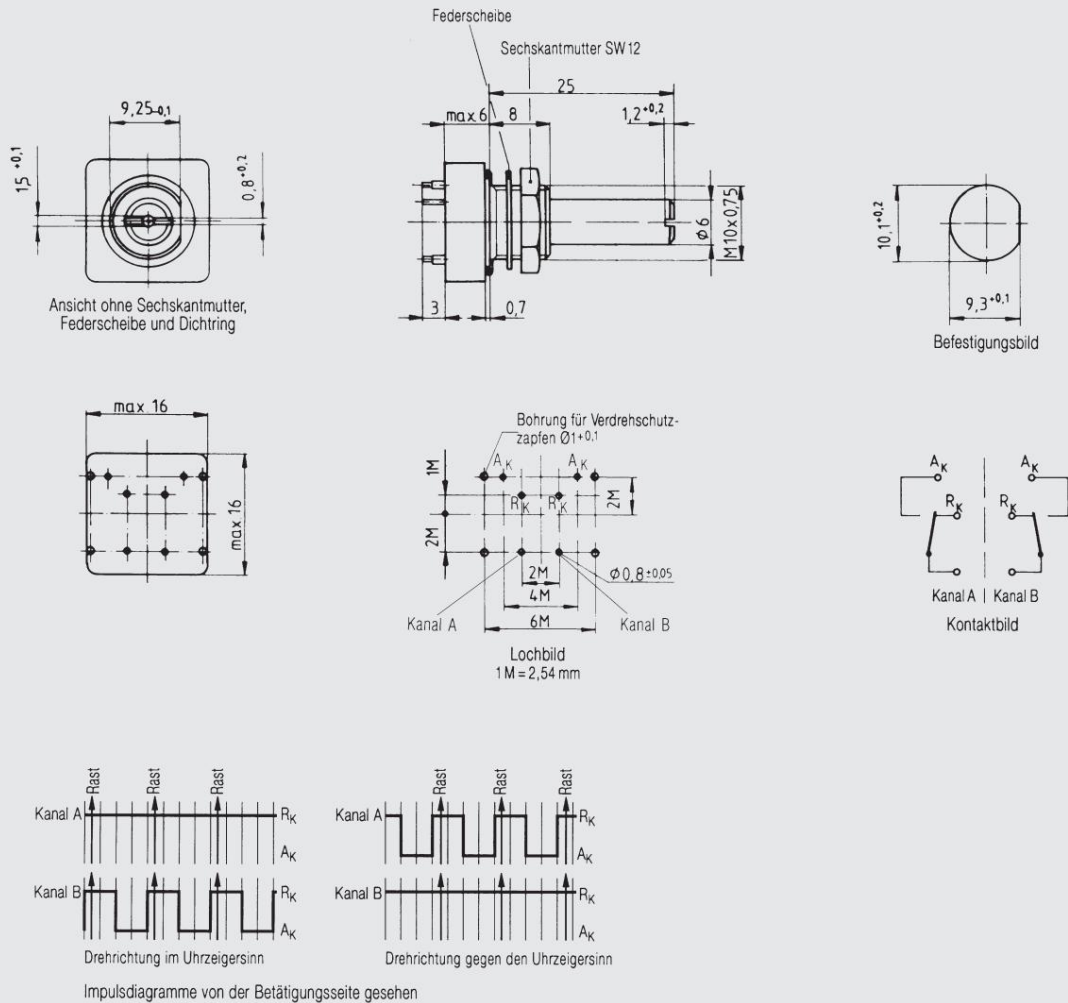 Federscheibe
Sechskantmutter SW12
25
9,25-0,1
max.6
8
1,2+0,2
1,5 +0,1
0,8+0,2
Ø6
M10x0,75
10,1+0,2
Ansicht ohne Sechskantmutter,
Federscheibe und Dichtring
3
0,7
9,3+0,1
Befestigungsbild
max.16
max 16
Bohrung für Verdrehschutz-
zapfen Ø1+0,1
1M
AK
AK
2M
RK
RK
2M
Ø0,8±0,05
2M
4M
Kanal A
6M
Kanal B
Lochbild
1 M = 2,54 mm
AK
AK
RK
RK
Kanal A
Kanal B
Kontaktbild
Rast
Rast
Rast
Kanal A
RK
AK
Kanal B
RK
AK
Drehrichtung im Uhrzeigersinn
Rast
Rast
Rast
Kanal A
RK
AK
Kanal B
RK
AK
Drehrichtung gegen den Uhrzeigersinn
Impulsdiagramme von der Betätigungsseite gesehen